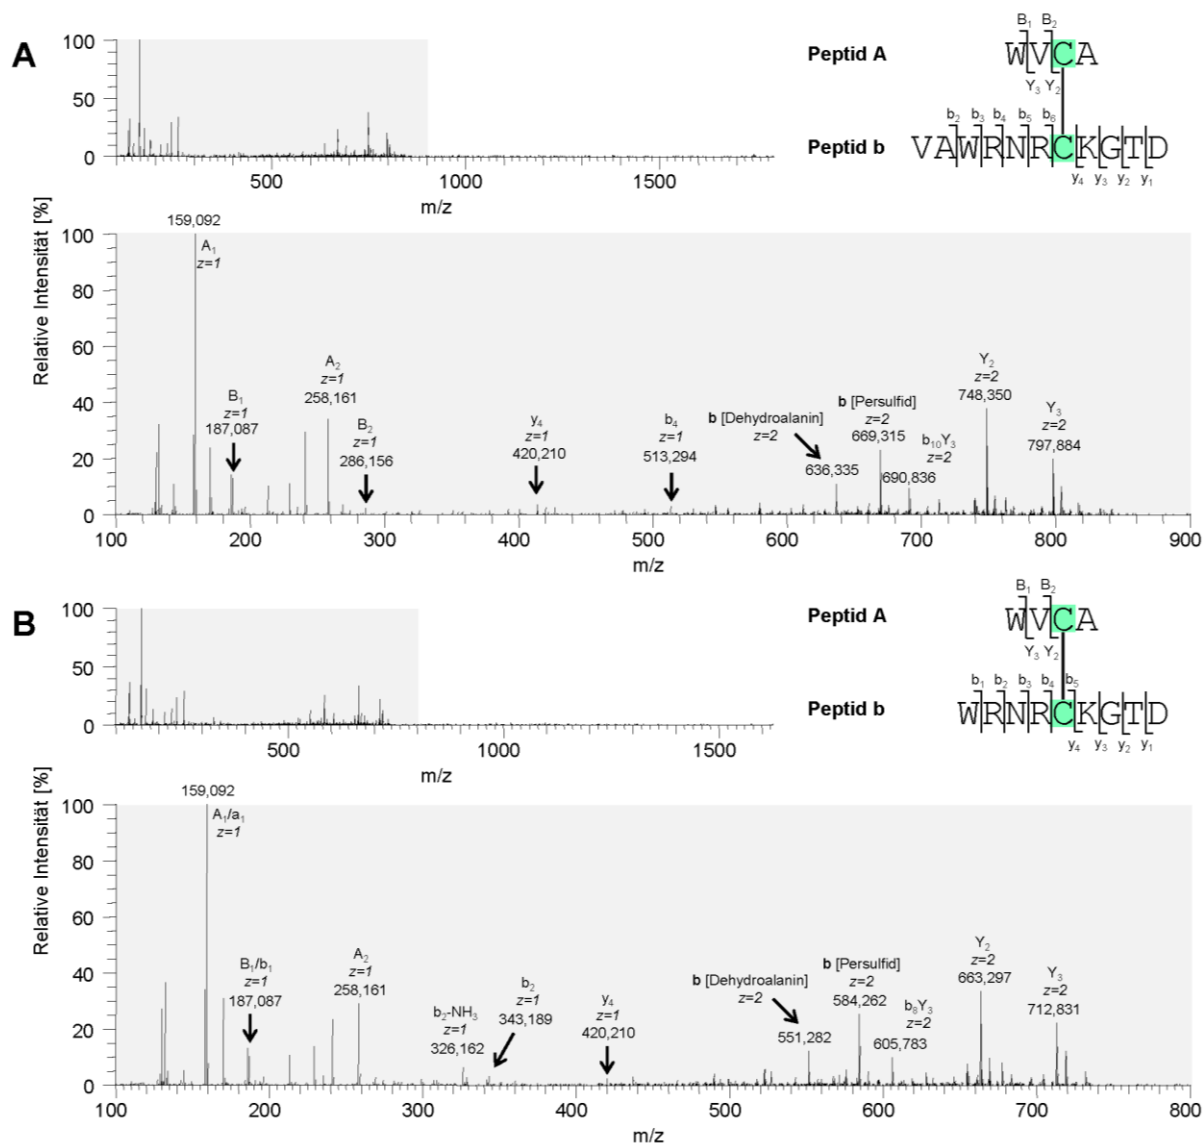 A
100
50
0
500
1000
1500
m/z
Peptid A
B₁ B₂
WVCA
Y₃ Y₂
Peptid b
b₂ b₃ b₄ b₅ b₆
VAWRNRCKGTD
y₄ y₃ y₂ y₁
Relative Intensität [%]
100
80
60
40
20
0
159,092
A₁
z=1
B₁
z=1
187,087
A₂
z=1
258,161
B₂
z=1
286,156
y₄
z=1
420,210
b₄
z=1
513,294
b [Dehydroalanin]
z=2
636,335
b [Persulfid]
z=2
669,315
b₁₀Y₃
z=2
690,836
Y₂
z=2
748,350
Y₃
z=2
797,884
100 200 300 400 500 600 700 800 900
m/z
B
100
50
0
500
1000
1500
m/z
Peptid A
B₁ B₂
WVCA
Y₃ Y₂
Peptid b
b₁ b₂ b₃ b₄ b₅
WRNRCKGTD
y₄ y₃ y₂ y₁
Relative Intensität [%]
100
80
60
40
20
0
159,092
A₁/a₁
z=1
B₁/b₁
z=1
187,087
A₂
z=1
258,161
b₂-NH₃
z=1
326,162
b₂
z=1
343,189
y₄
z=1
420,210
b [Dehydroalanin]
z=2
551,282
b [Persulfid]
z=2
584,262
b₈Y₃
z=2
605,783
Y₂
z=2
663,297
Y₃
z=2
712,831
100 200 300 400 500 600 700 800
m/z